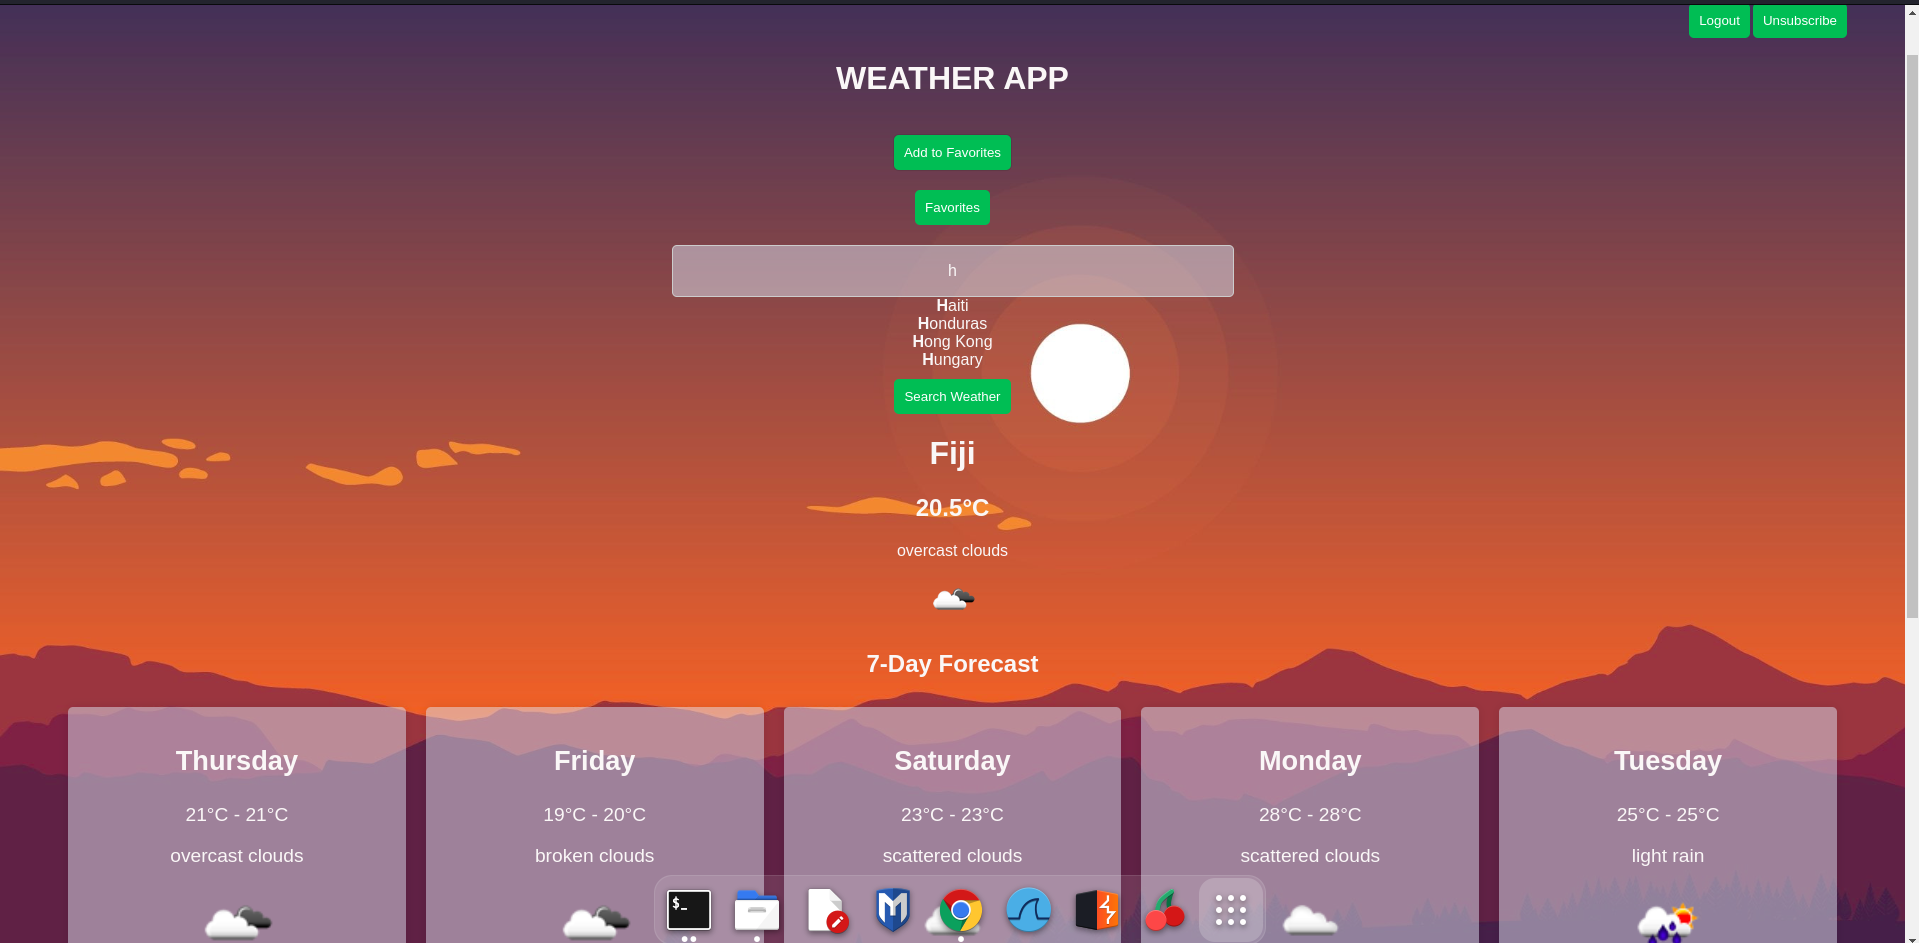 Logout Unsubscribe
WEATHER APP
Add to Favorites
Favorites
h
Haiti
Honduras
Hong Kong
Hungary
Search Weather
Fiji
20.5°C
overcast clouds
7-Day Forecast
Thursday Friday Saturday Monday Tuesday
21°C - 21°C 19°C - 20°C 23°C - 23°C 28°C - 28°C 25°C - 25°C
overcast clouds broken clouds scattered clouds scattered clouds light rain
$_